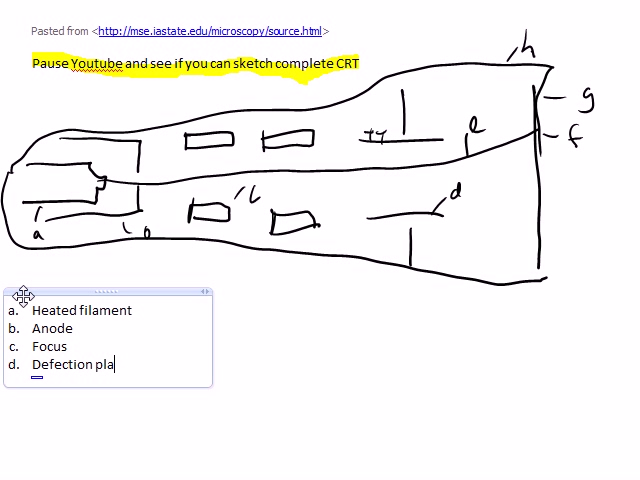 Pasted from <http://mse.iastate.edu/microscopy/source.html>
Pause Youtube and see if you can sketch complete CRT
h
g
f
e
d
a
b
a. Heated filament
b. Anode
c. Focus
d. Defection pla